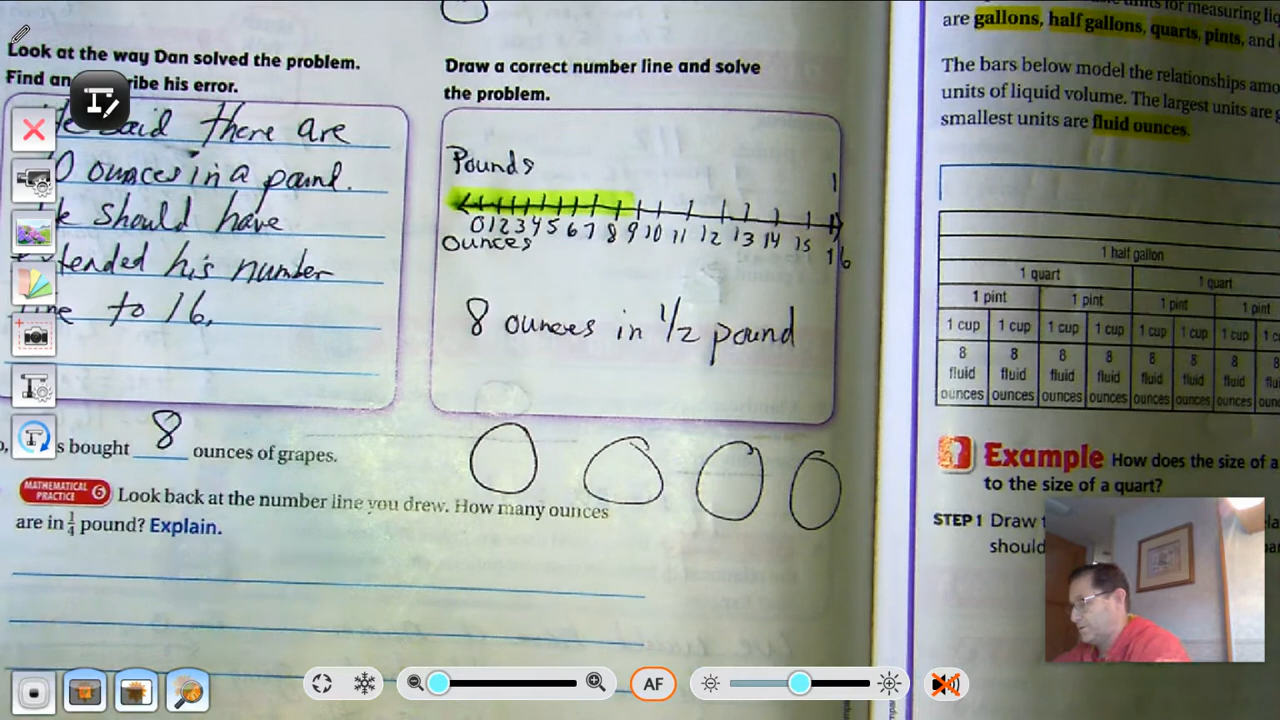 Look at the way Dan solved the problem.
Find an ribe his error.
said there are
0 ounces in a pound.
should have
tended his number
to 16.
s bought 8 ounces of grapes.
MATHEMATICAL
PRACTICE 6
Look back at the number line you drew. How many ounces
are in 1/4 pound? Explain.
Draw a correct number line and solve
the problem.
Pounds
1
0 1 2 3 4 5 6 7 8 9 10 11 12 13 14 15 16
ounces
8 ounces in 1/2 pound
units for measuring
are gallons, half gallons, quarts, pints, and
The bars below model the relationships
units of liquid volume. The largest units are
smallest units are fluid ounces.
1 half gallon
1 quart 1 quart
1 pint 1 pint 1 pint 1 pint
1 cup 1 cup 1 cup 1 cup 1 cup 1 cup 1 cup
8 8 8 8 8 8 8 8
fluid fluid fluid fluid fluid fluid fluid
ounces ounces ounces ounces ounces ounces ounces
Example How does the size of a
to the size of a quart?
STEP 1 Draw
should
AF